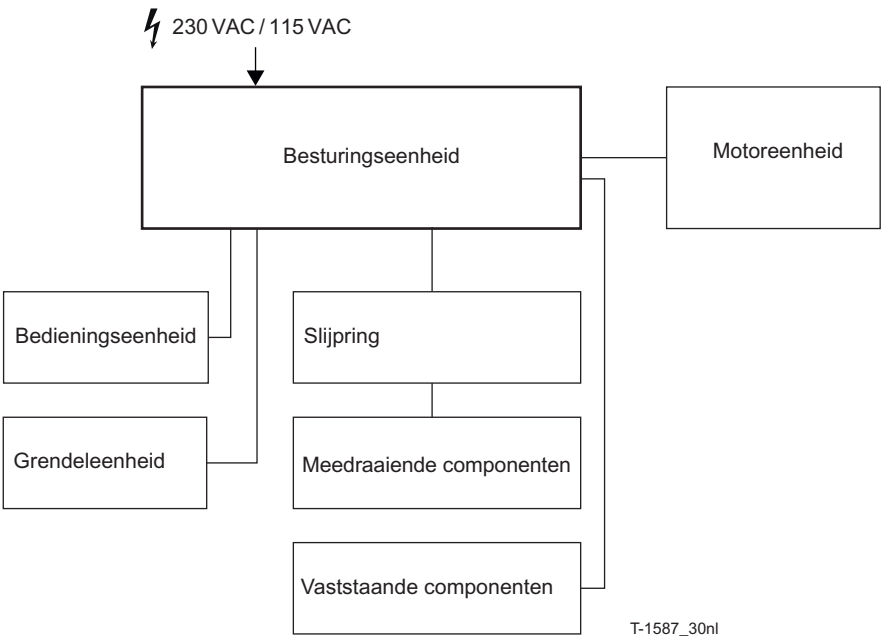 230 VAC / 115 VAC
Besturingseenheid
Motoreenheid
Bedieningseenheid
Slijpring
Grendeleenheid
Meedraaiende componenten
Vaststaande componenten
T-1587_30nl